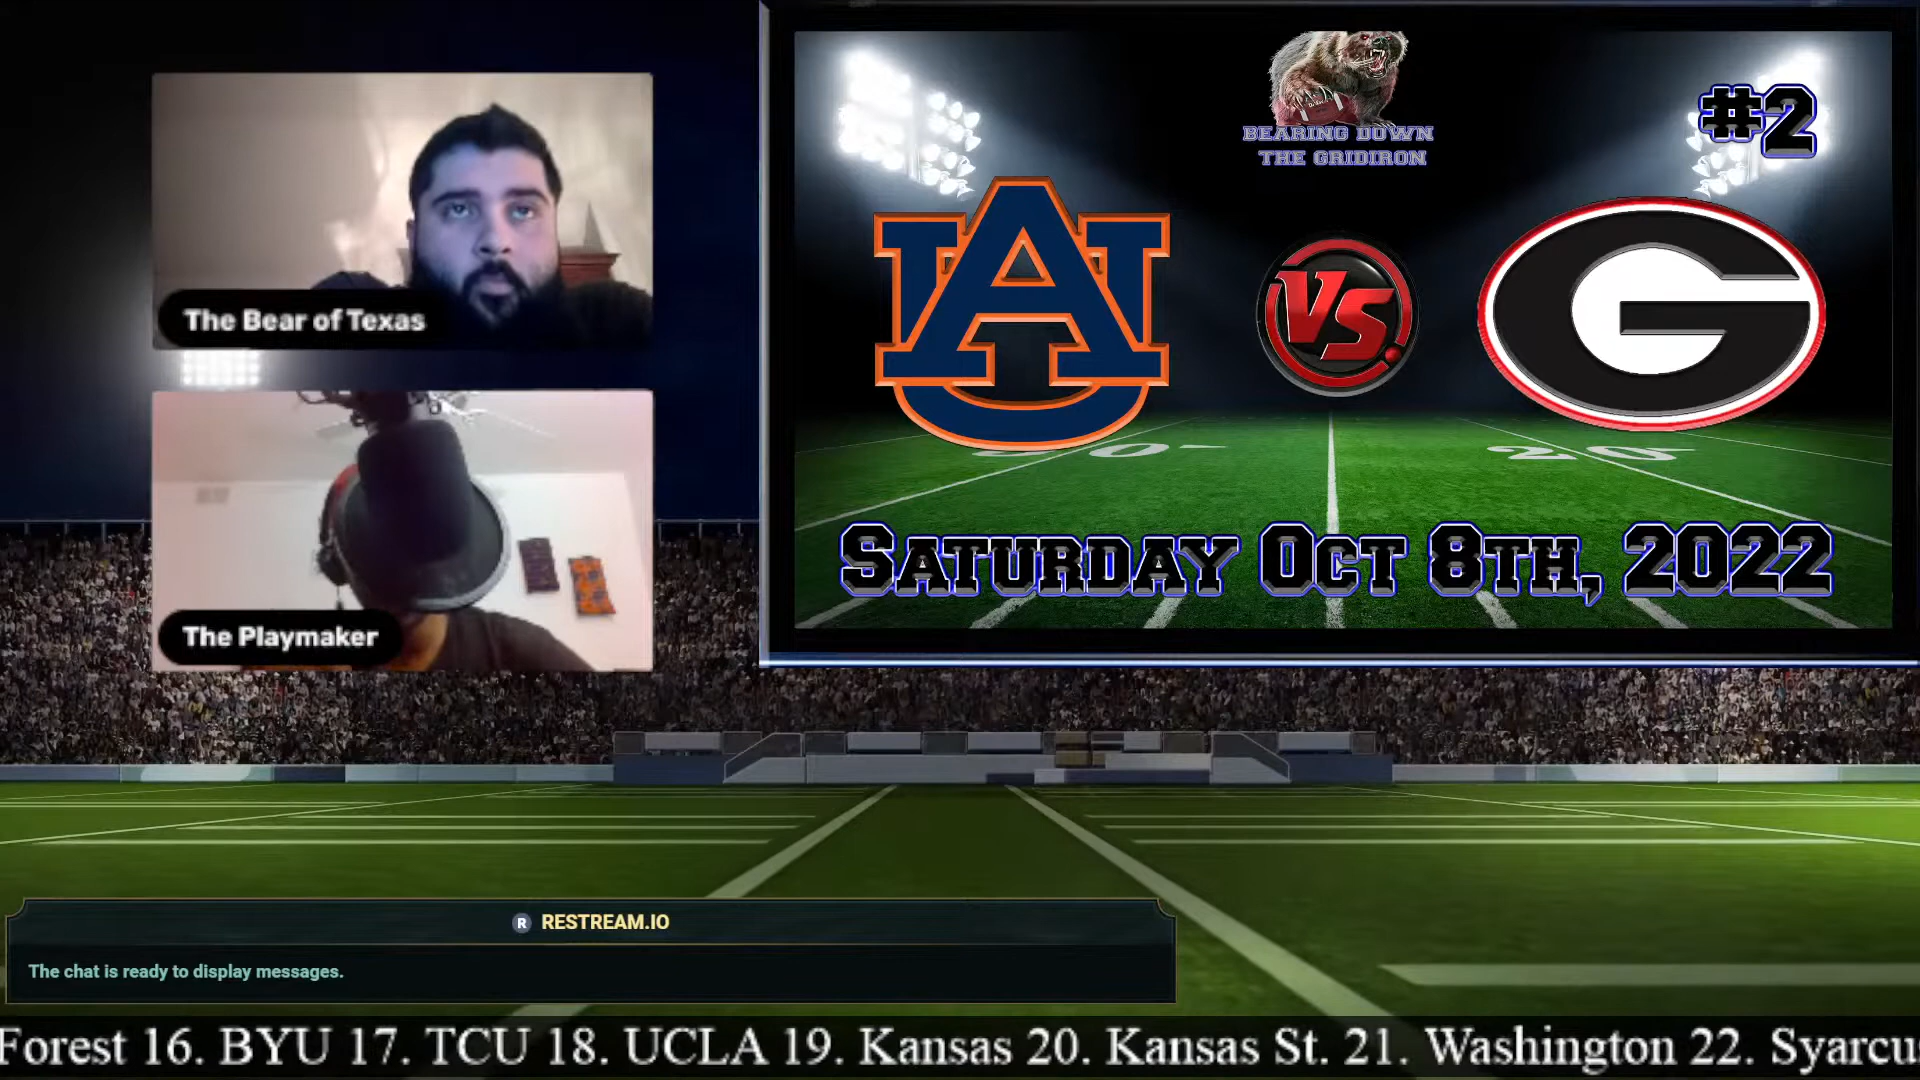 The Bear of Texas
The Playmaker
BEARING DOWN
THE GRIDIRON
#2
AU
VS.
G
SATURDAY OCT 8TH, 2022
20
R RESTREAM.IO
The chat is ready to display messages.
Forest 16. BYU 17. TCU 18. UCLA 19. Kansas 20. Kansas St. 21. Washington 22. Syarcu